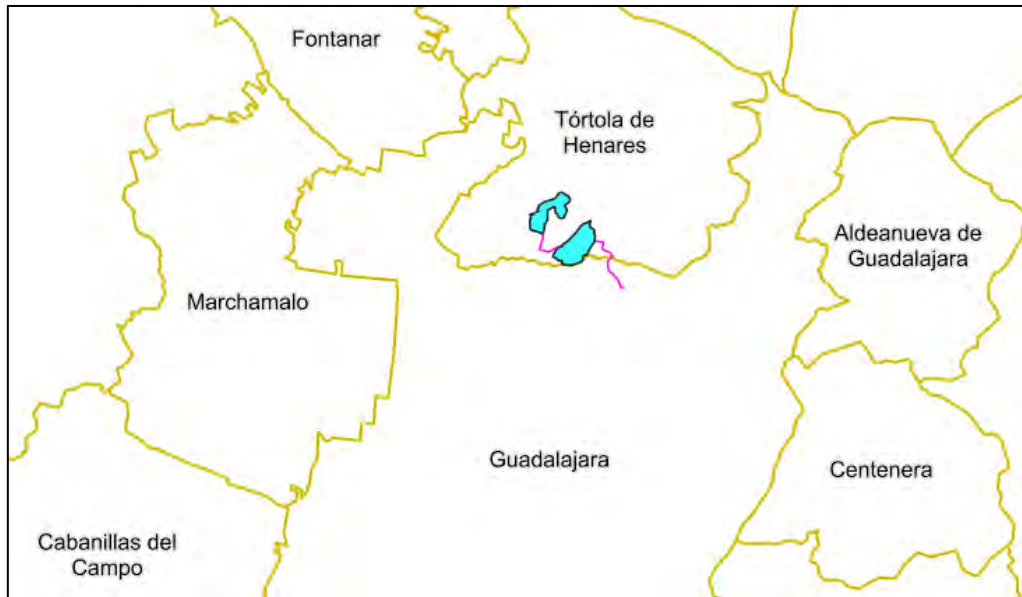 Fontanar
Tórtola de
Henares
Aldeanueva de
Guadalajara
Marchamalo
Guadalajara
Centenera
Cabanillas del
Campo